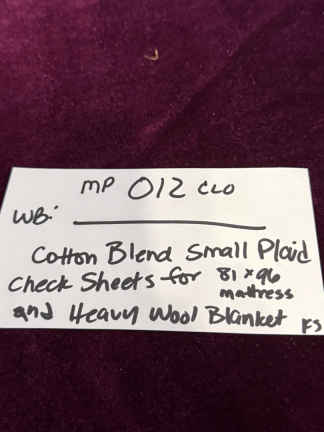 MP 012 CLO
WB:
Cotton Blend Small Plaid
Check Sheets for 81 x 96
mattress
and Heavy Wool Blanket FS